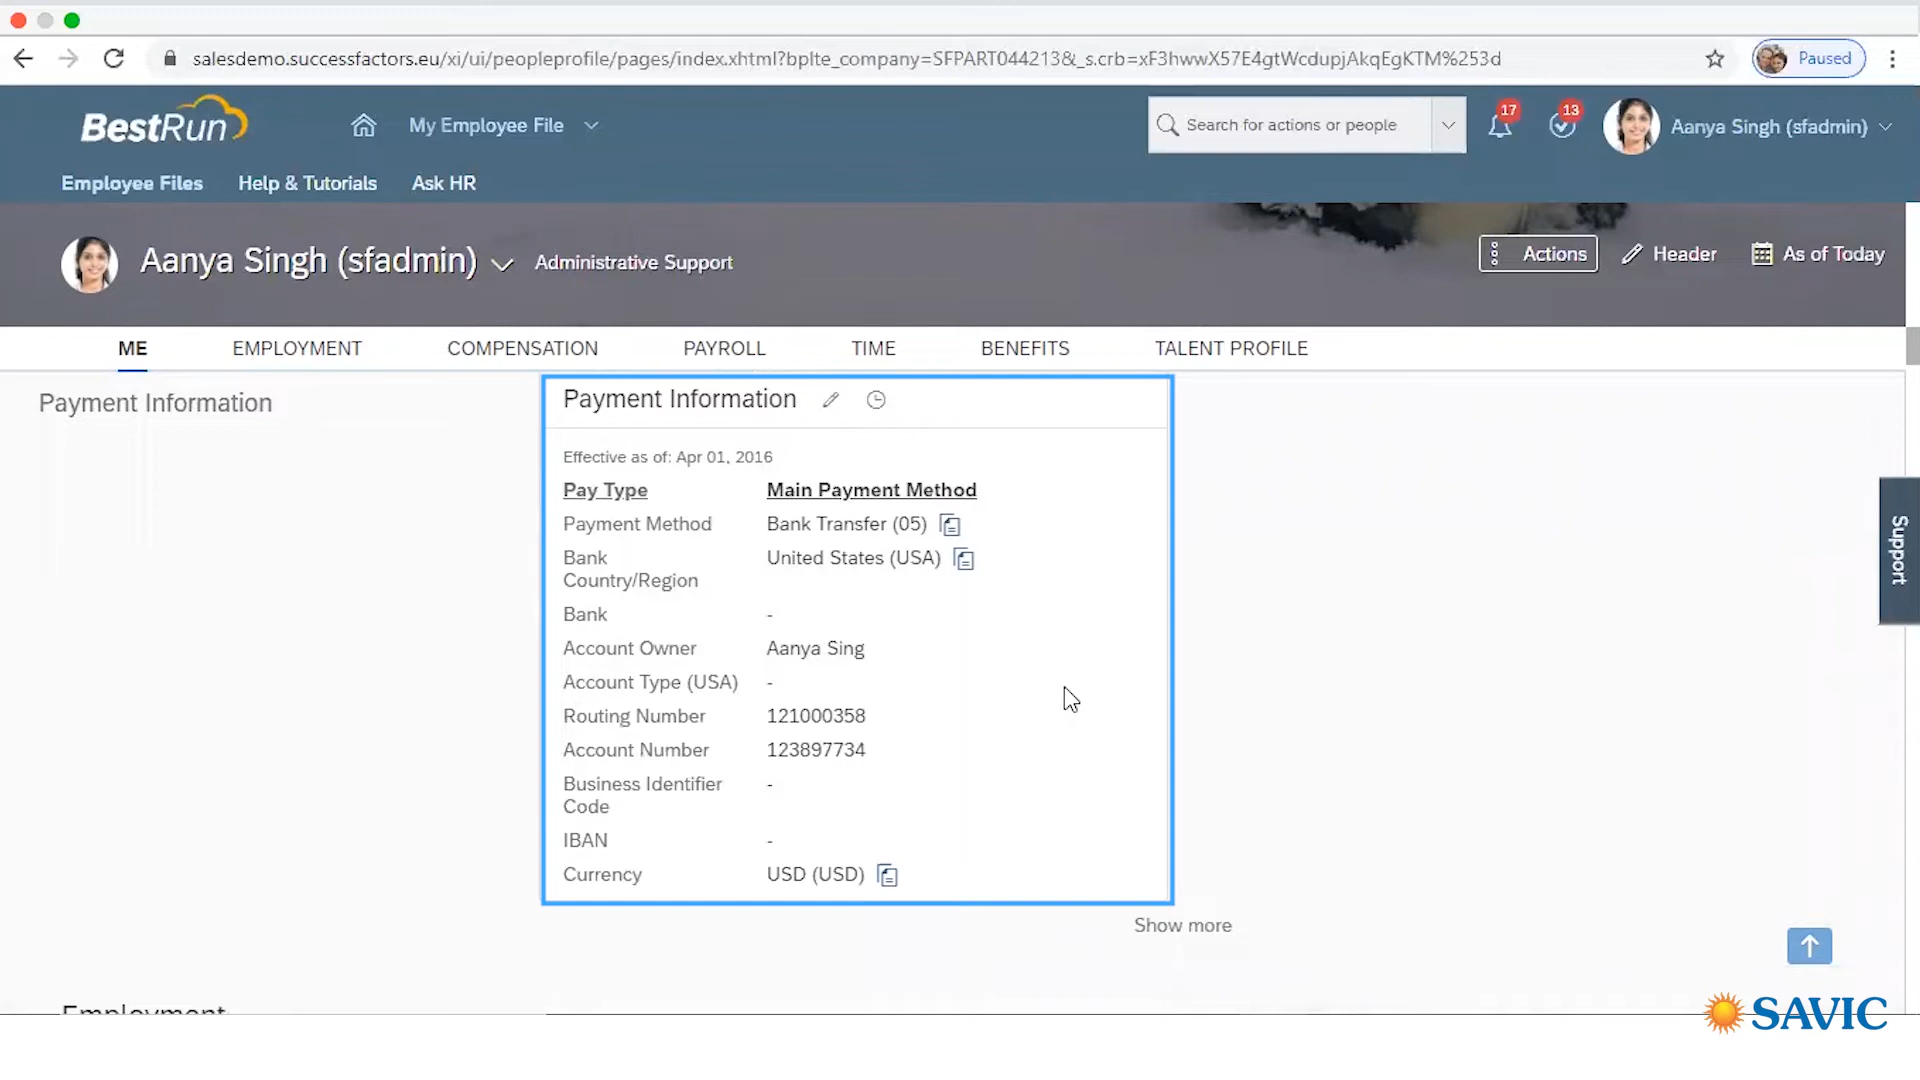 salesdemo.successfactors.eu/xi/ui/peopleprofile/pages/index.xhtml?bplte_company=SFPART044213&_s.crb=xF3hwwX57E4gtWcdupjAkqEgKTM%253d
Paused
BestRun
My Employee File
Search for actions or people
17
13
Aanya Singh (sfadmin)
Employee Files
Help & Tutorials
Ask HR
Aanya Singh (sfadmin)
Administrative Support
Actions
Header
As of Today
ME
EMPLOYMENT
COMPENSATION
PAYROLL
TIME
BENEFITS
TALENT PROFILE
Payment Information
Payment Information
Effective as of: Apr 01, 2016
Pay Type Main Payment Method
Payment Method Bank Transfer (05)
Bank United States (USA)
Country/Region
Bank -
Account Owner Aanya Sing
Account Type (USA) -
Routing Number 121000358
Account Number 123897734
Business Identifier -
Code
IBAN -
Currency USD (USD)
Show more
Support
Employment
SAVIC